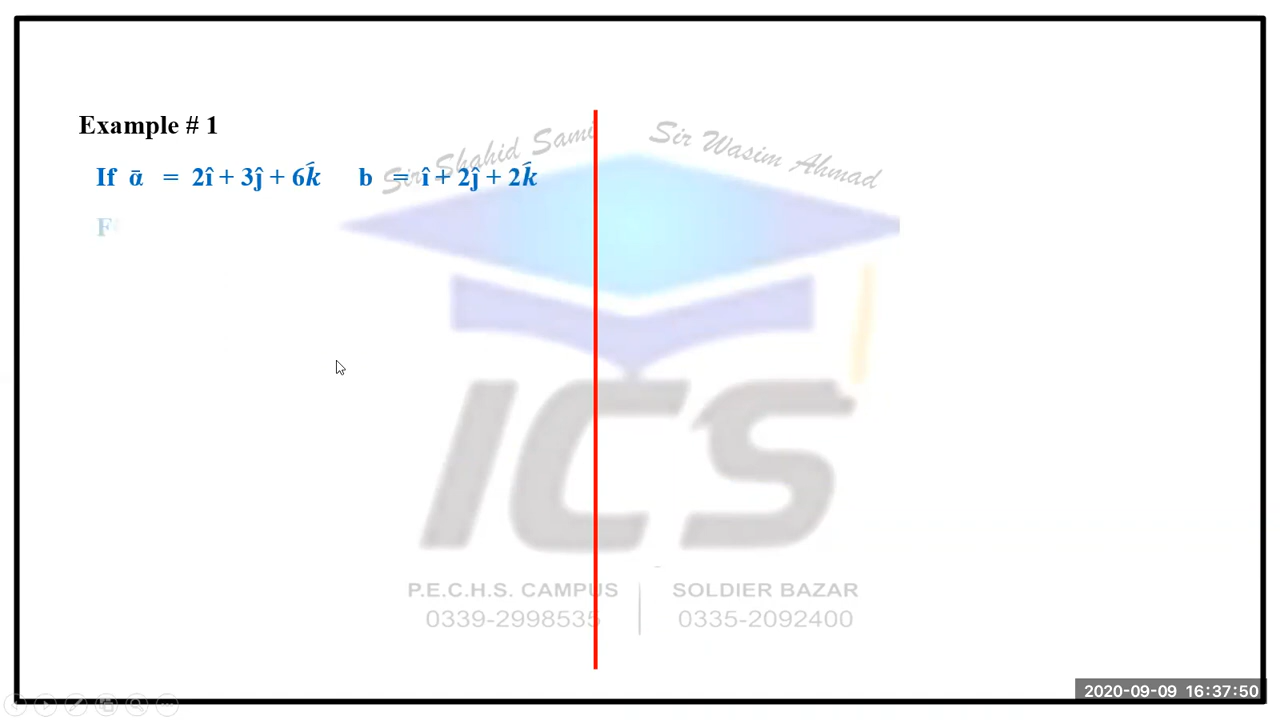 Sir Shahid Sami
Sir Wasim Ahmad
Example # 1
If ᾱ = 2î + 3ĵ + 6ḱ b = î + 2ĵ + 2ḱ
F
ICS
P.E.C.H.S. CAMPUS
0339-2998535
SOLDIER BAZAR
0335-2092400
2020-09-09 16:37:50